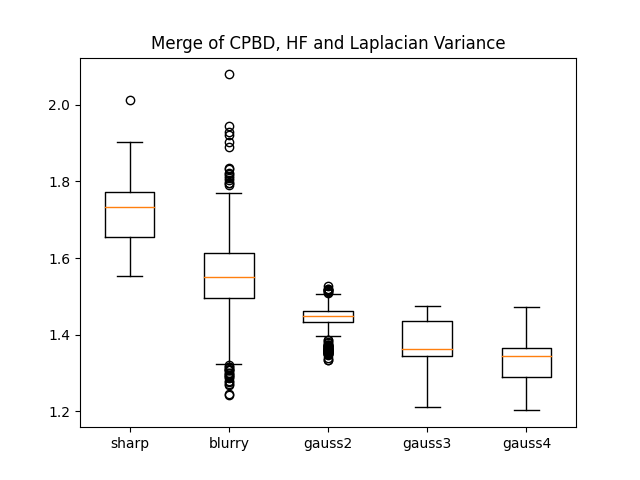 Merge of CPBD, HF and Laplacian Variance
2.0
1.8
1.6
1.4
1.2
sharp blurry gauss2 gauss3 gauss4